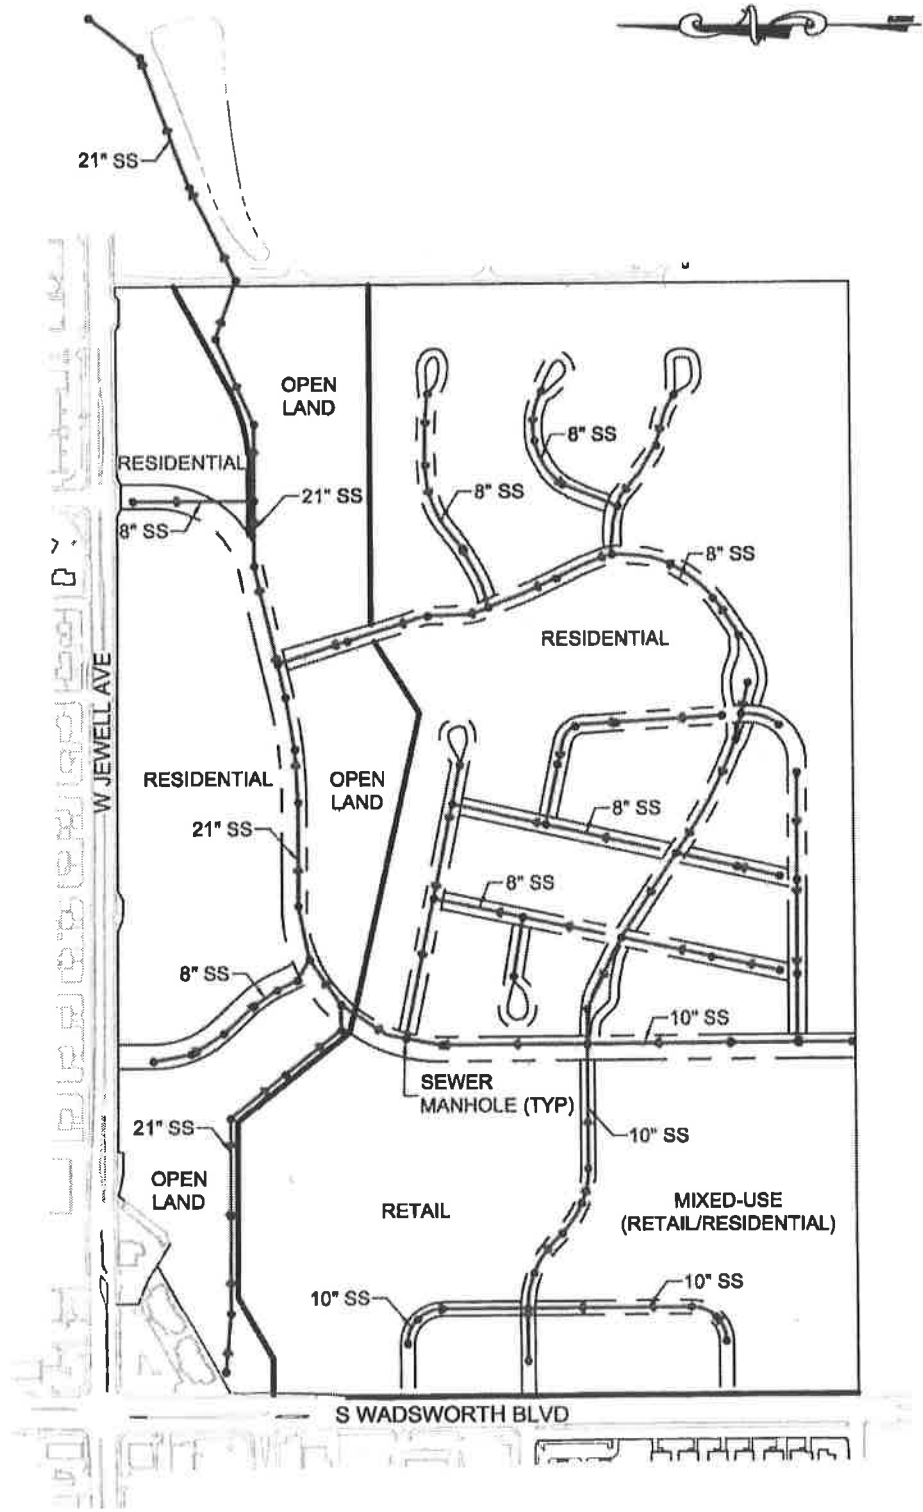 21" SS
OPEN
LAND
8" SS
RESIDENTIAL
8" SS
21" SS
8" SS
8" SS
RESIDENTIAL
W JEWELL AVE
RESIDENTIAL
OPEN
LAND
21" SS
8" SS
8" SS
8" SS
10" SS
SEWER
MANHOLE (TYP)
21" SS
10" SS
OPEN
LAND
RETAIL
MIXED-USE
(RETAIL/RESIDENTIAL)
10" SS
10" SS
S WADSWORTH BLVD